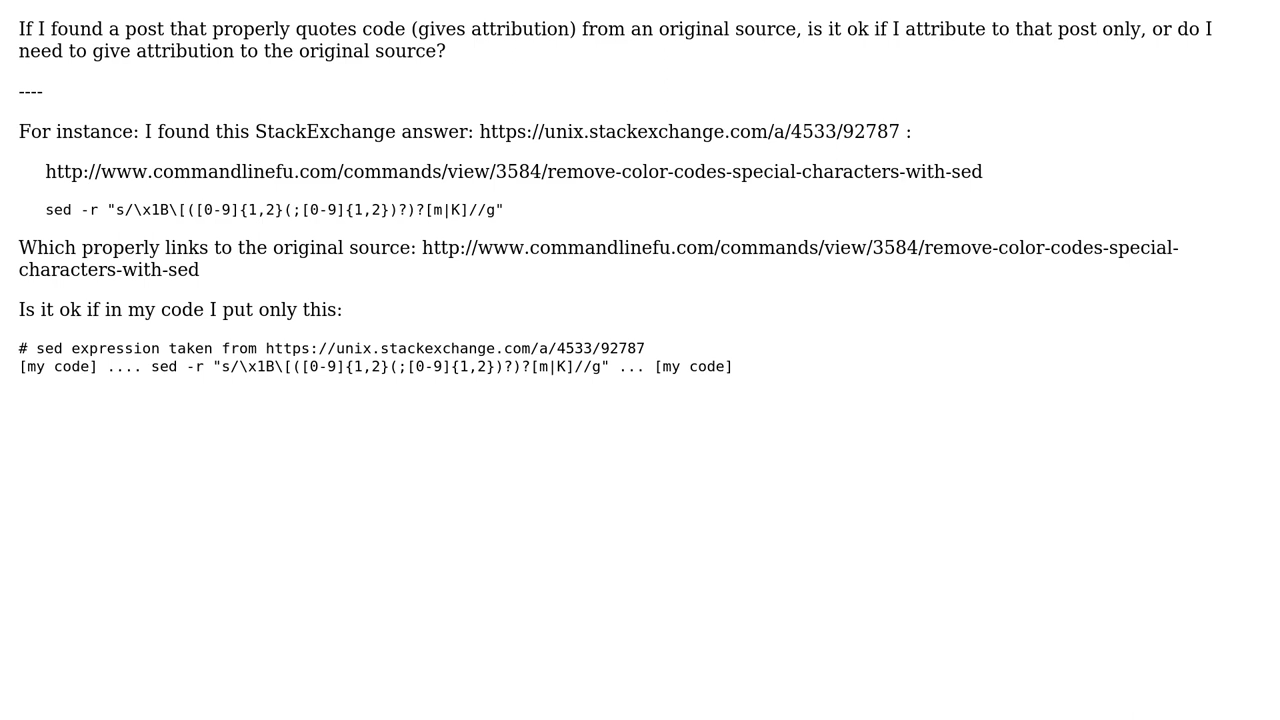 If I found a post that properly quotes code (gives attribution) from an original source, is it ok if I attribute to that post only, or do I
need to give attribution to the original source?
----
For instance: I found this StackExchange answer: https://unix.stackexchange.com/a/4533/92787 :
http://www.commandlinefu.com/commands/view/3584/remove-color-codes-special-characters-with-sed
sed -r "s/\x1B\[([0-9]{1,2}(;[0-9]{1,2})?)?[m|K]//g"
Which properly links to the original source: http://www.commandlinefu.com/commands/view/3584/remove-color-codes-special-
characters-with-sed
Is it ok if in my code I put only this:
# sed expression taken from https://unix.stackexchange.com/a/4533/92787
[my code] .... sed -r "s/\x1B\[([0-9]{1,2}(;[0-9]{1,2})?)?[m|K]//g" ... [my code]